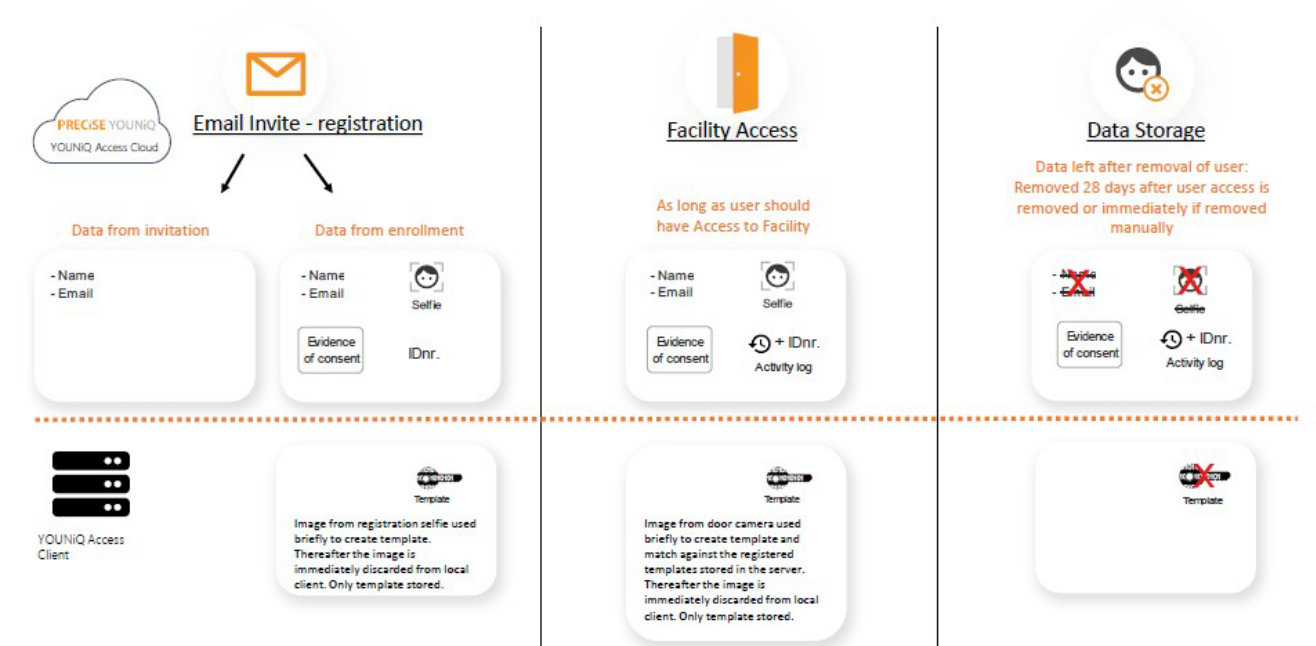 PRECiSE YOUNiQ
YOUNiQ Access Cloud
Email Invite - registration
Data from invitation
- Name
- Email
Data from enrollment
- Name
- Email
Selfie
Evidence
of consent
IDnr.
Facility Access
As long as user should
have Access to Facility
- Name
- Email
Selfie
Evidence
of consent
+ IDnr.
Activity log
Data Storage
Data left after removal of user:
Removed 28 days after user access is
removed or immediately if removed
manually
- Name
- Email
Selfie
Evidence
of consent
+ IDnr.
Activity log
YOUNiQ Access
Client
Template
Image from registration selfie used
briefly to create template.
Thereafter the image is
immediately discarded from local
client. Only template stored.
Template
Image from door camera used
briefly to create template and
match against the registered
templates stored in the server.
Thereafter the image is
immediately discarded from local
client. Only template stored.
Template